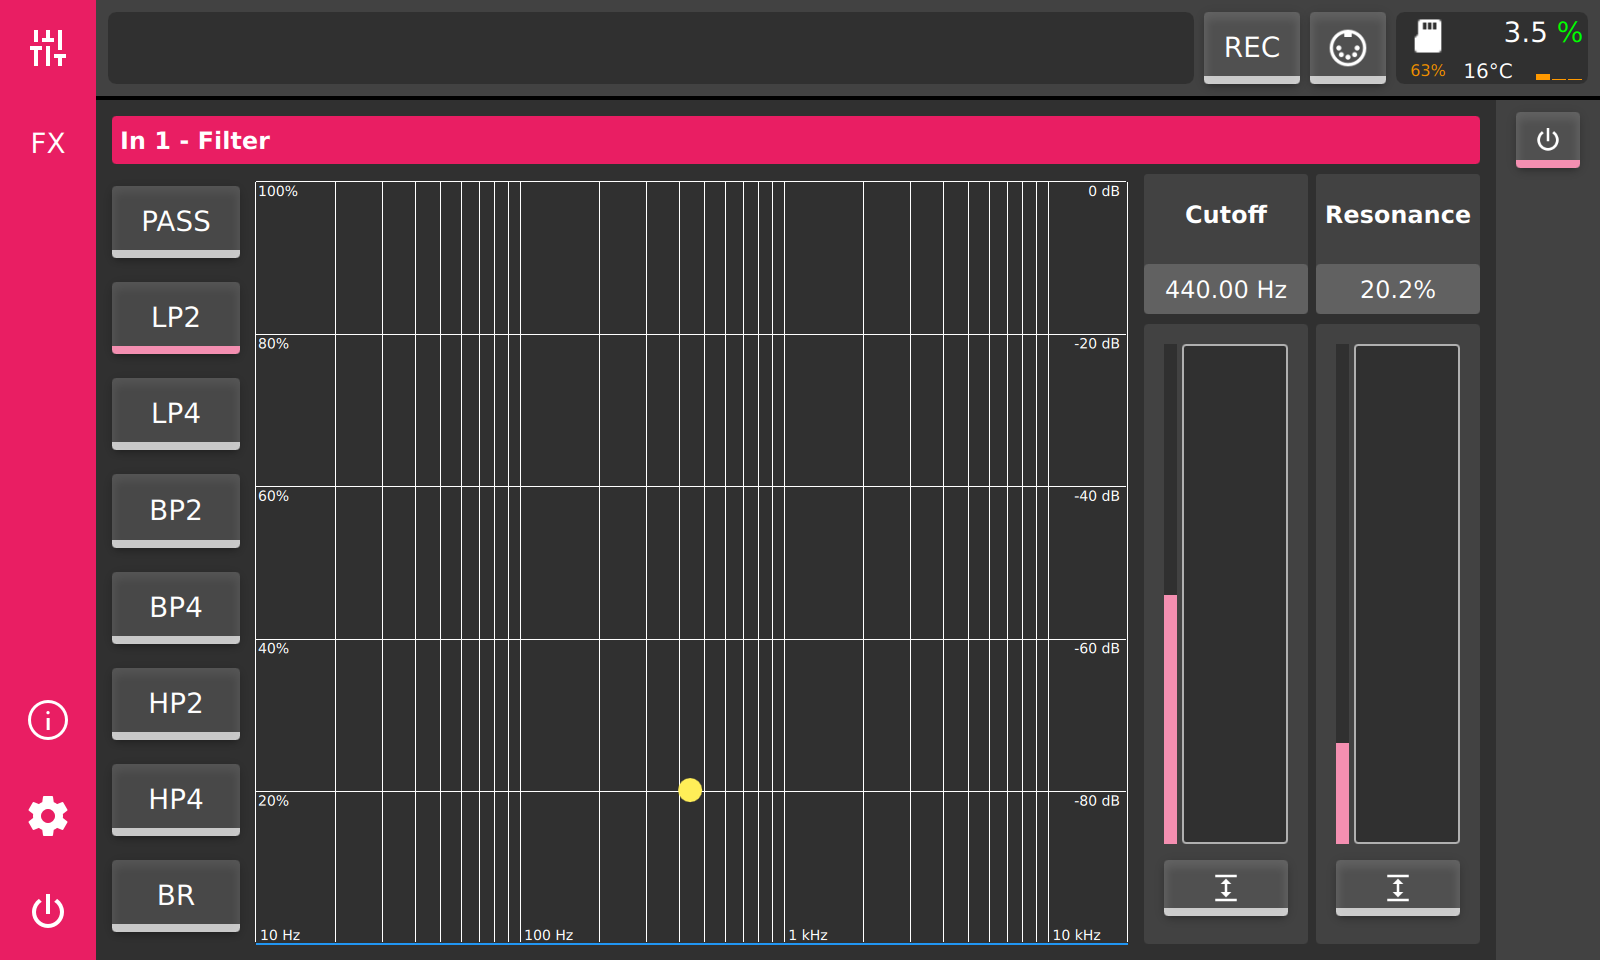 REC
3.5 %
63%
16°C
FX
In 1 - Filter
PASS
LP2
LP4
BP2
BP4
HP2
HP4
BR
100%
0 dB
80%
-20 dB
60%
-40 dB
40%
-60 dB
20%
-80 dB
10 Hz
100 Hz
1 kHz
10 kHz
Cutoff
Resonance
440.00 Hz
20.2%